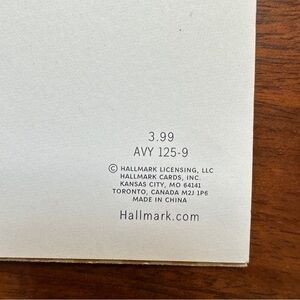 3.99
AVY 125-9
© HALLMARK LICENSING, LLC
HALLMARK CARDS, INC.
KANSAS CITY, MO 64141
TORONTO, CANADA M2J 1P6
MADE IN CHINA
Hallmark.com